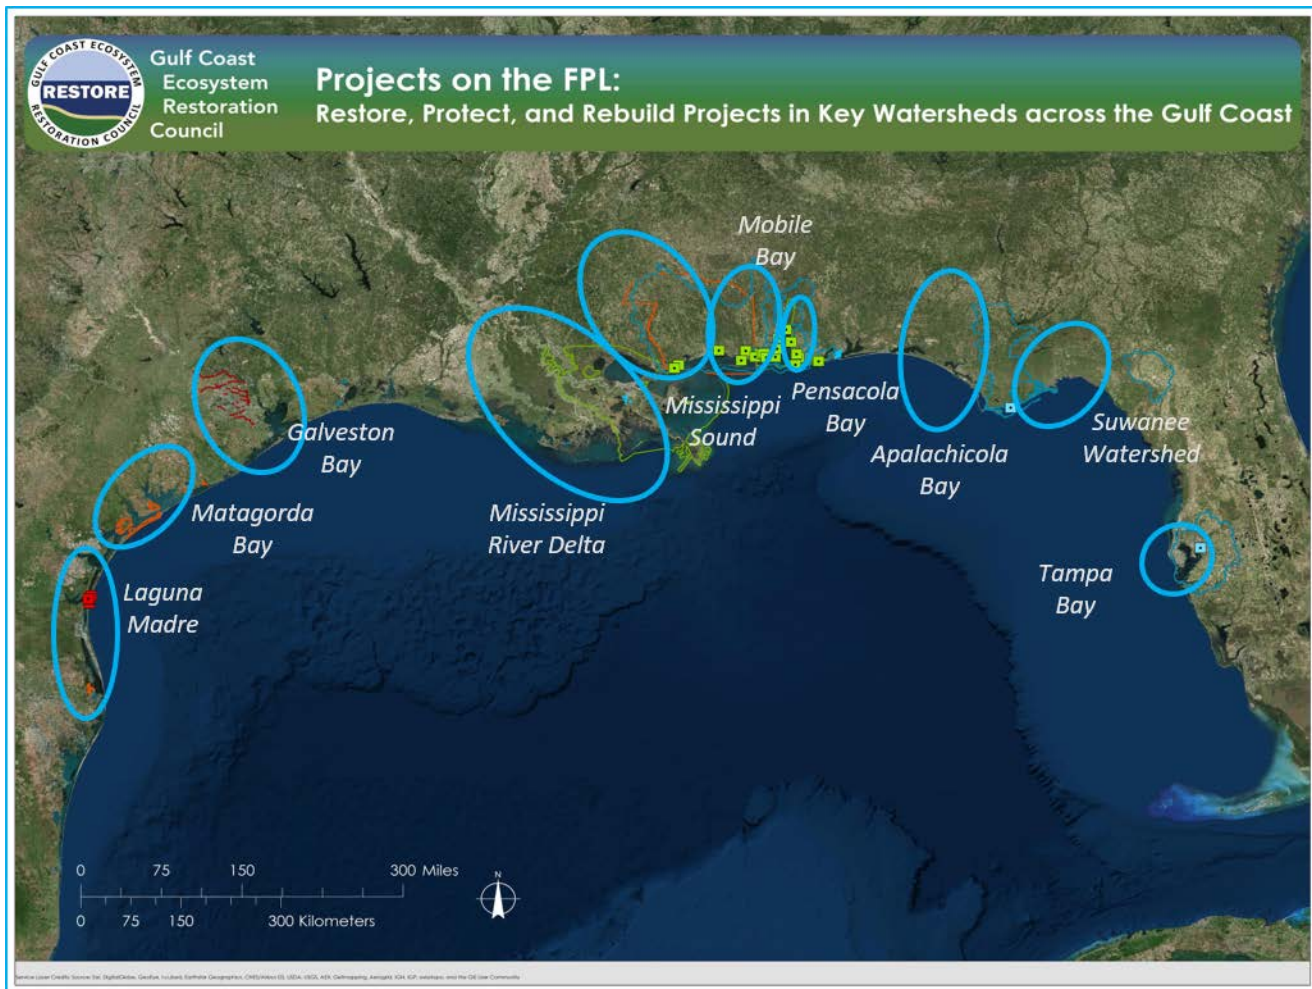 GULF COAST ECOSYSTEM
RESTORE
RESTORATION COUNCIL
Gulf Coast
Ecosystem
Restoration
Council
Projects on the FPL:
Restore, Protect, and Rebuild Projects in Key Watersheds across the Gulf Coast
Mobile
Bay
Galveston
Bay
Mississippi
Sound
Pensacola
Bay
Apalachicola
Bay
Suwanee
Watershed
Matagorda
Bay
Mississippi
River Delta
Laguna
Madre
Tampa
Bay
0 75 150 300 Miles
0 75 150 300 Kilometers
N